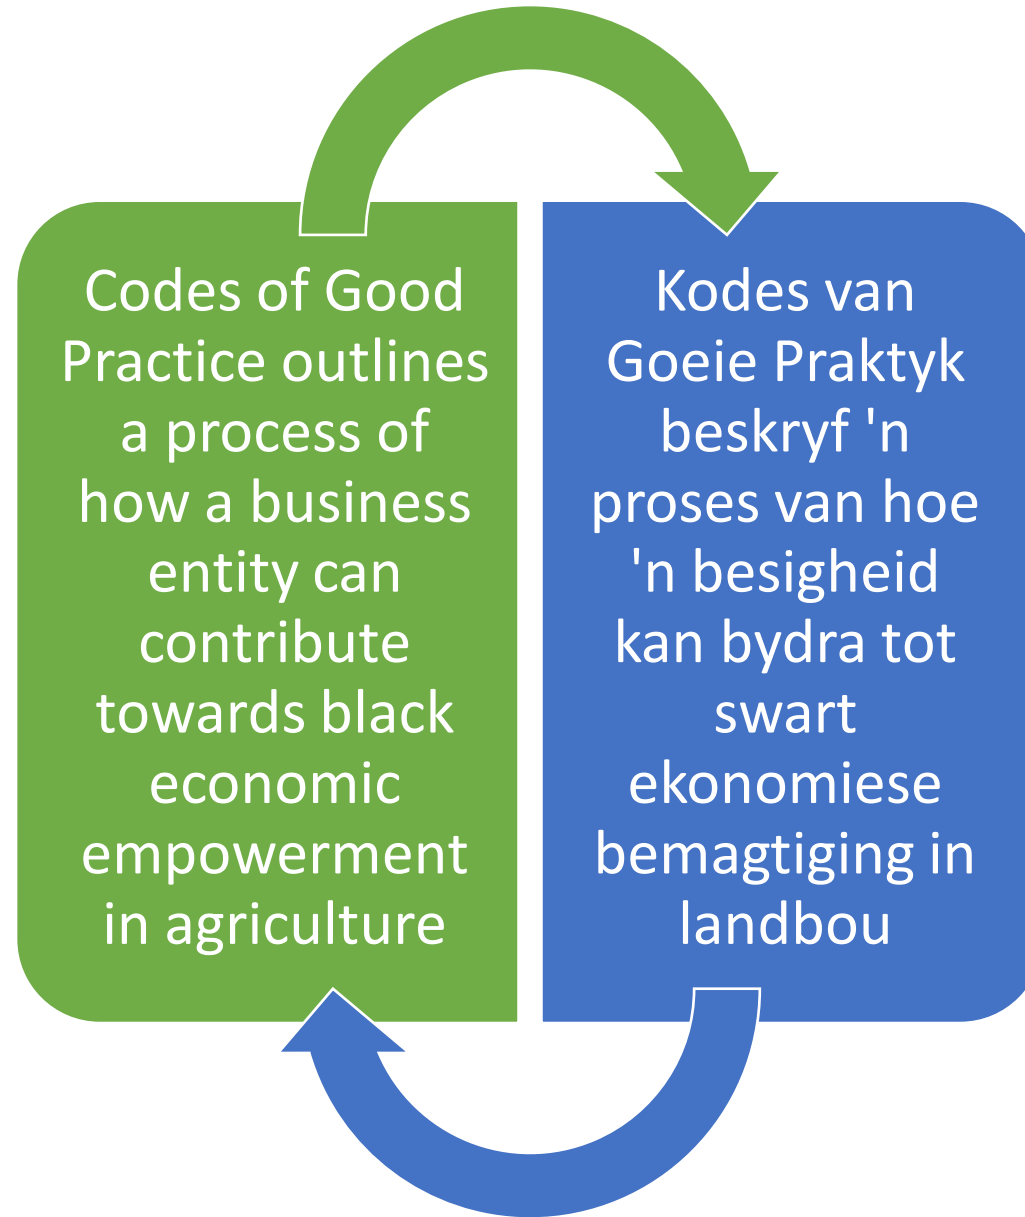 Codes of Good
Practice outlines
a process of
how a business
entity can
contribute
towards black
economic
empowerment
in agriculture
Kodes van
Goeie Praktyk
beskryf 'n
proses van hoe
'n besigheid
kan bydra tot
swart
ekonomiese
bemagtiging in
landbou